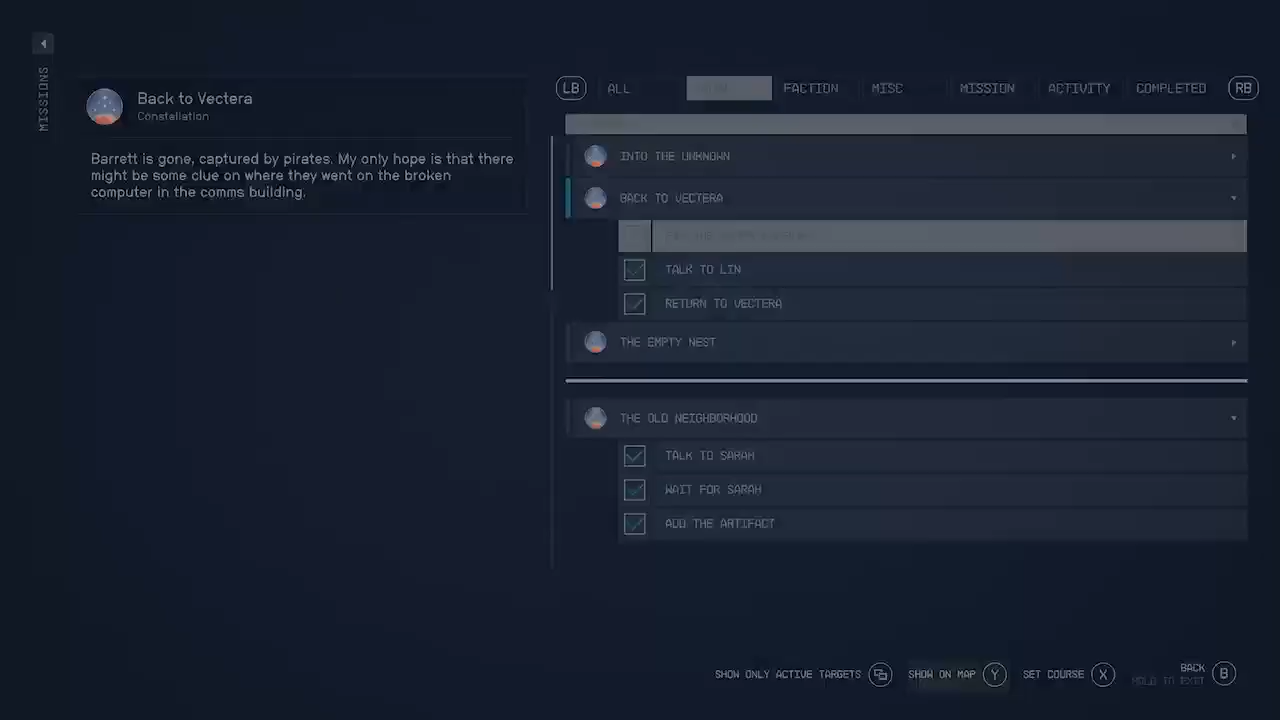 MISSIONS
Back to Vectera
Constellation
Barrett is gone, captured by pirates. My only hope is that there
might be some clue on where they went on the broken
computer in the comms building.
LB ALL FACTION MISC MISSION ACTIVITY COMPLETED RB
INTO THE UNKNOWN
BACK TO VECTERA
TALK TO LIN
RETURN TO VECTERA
THE EMPTY NEST
THE OLD NEIGHBORHOOD
TALK TO SARAH
WAIT FOR SARAH
ADD THE ARTIFACT
SHOW ONLY ACTIVE TARGETS SHOW ON MAP Y SET COURSE X BACK B
HOLD TO EXIT